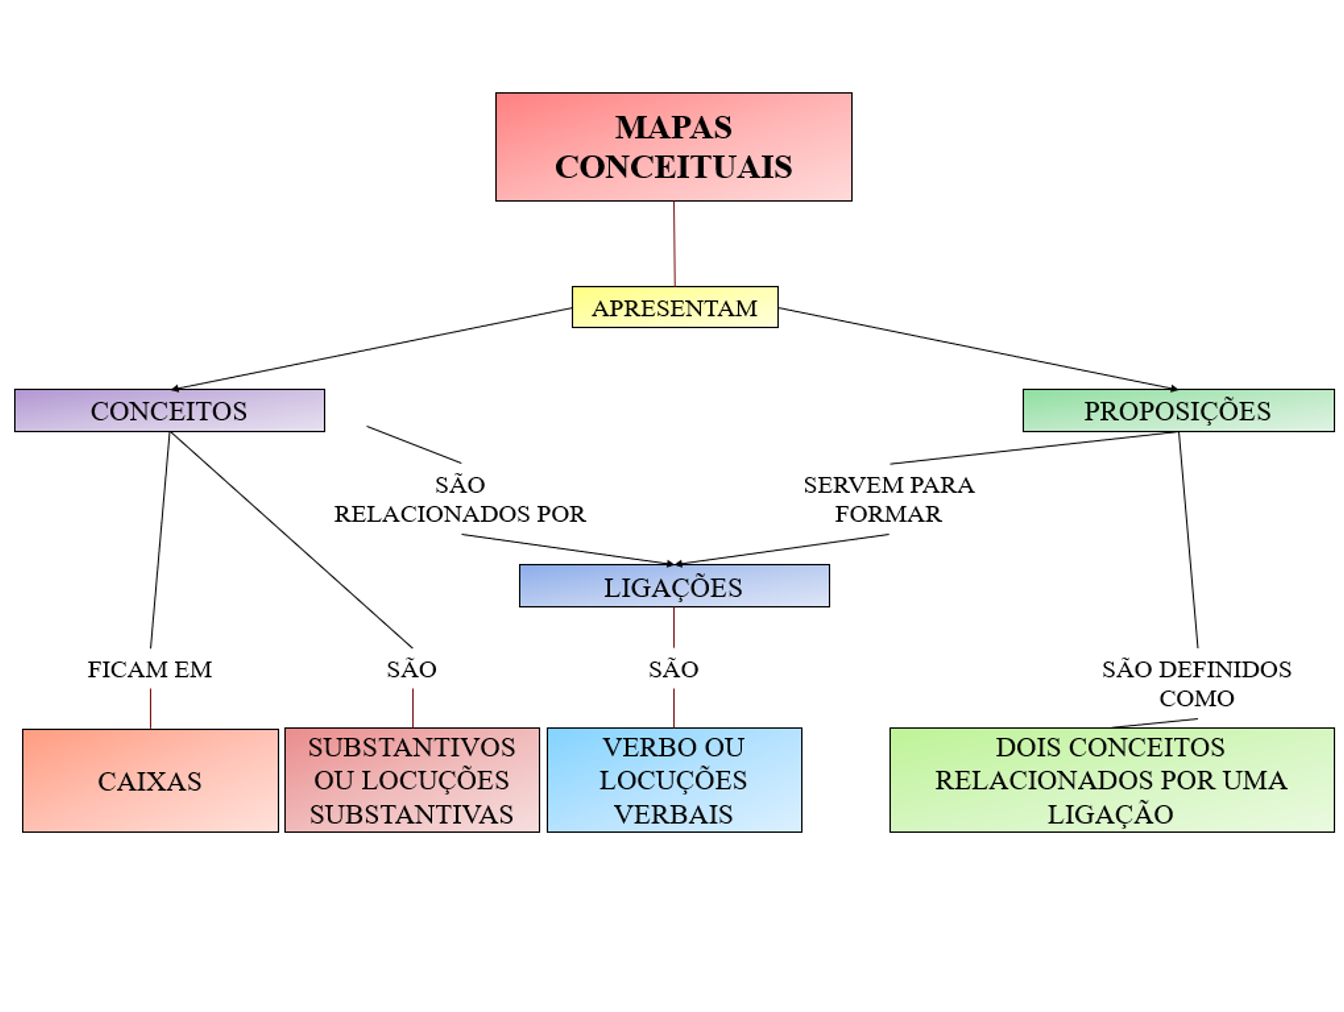 MAPAS
CONCEITUAIS
APRESENTAM
CONCEITOS
PROPOSIÇÕES
SÃO
RELACIONADOS POR
SERVEM PARA
FORMAR
LIGAÇÕES
FICAM EM
SÃO
SÃO
SÃO DEFINIDOS
COMO
CAIXAS
SUBSTANTIVOS
OU LOCUÇÕES
SUBSTANTIVAS
VERBO OU
LOCUÇÕES
VERBAIS
DOIS CONCEITOS
RELACIONADOS POR UMA
LIGAÇÃO